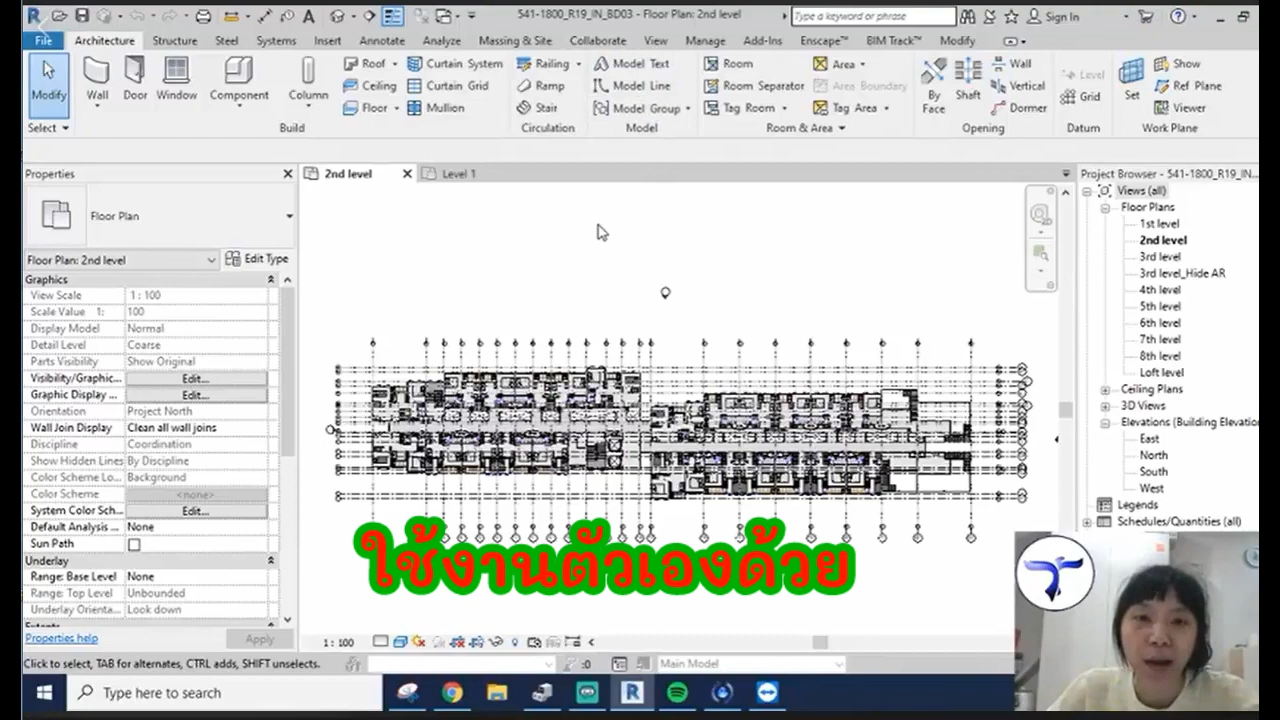 541-1800_R19_IN_BD03 - Floor Plan: 2nd level
Type a keyword or phrase
Sign In
File Architecture Structure Steel Systems Insert Annotate Analyze Massing & Site Collaborate View Manage Add-Ins Enscape™ BIM Track™ Modify
Modify
Wall
Door
Window
Component
Column
Roof
Ceiling
Floor
Curtain System
Curtain Grid
Mullion
Railing
Ramp
Stair
Model Text
Model Line
Model Group
Room
Room Separator
Tag Room
Area
Area Boundary
Tag Area
By Face
Shaft
Wall
Vertical
Dormer
Level
Grid
Set
Show
Ref Plane
Viewer
Select
Build
Circulation
Model
Room & Area
Opening
Datum
Work Plane
Properties
2nd level
Level 1
Project Browser - 541-1800_R19_IN...
Floor Plan
Floor Plan: 2nd level
Edit Type
Graphics
View Scale 1 : 100
Scale Value 1: 100
Display Model Normal
Detail Level Coarse
Parts Visibility Show Original
Visibility/Graphic... Edit...
Graphic Display ... Edit...
Orientation Project North
Wall Join Display Clean all wall joins
Discipline Coordination
Show Hidden Lines By Discipline
Color Scheme Lo... Background
Color Scheme <none>
System Color Sch... Edit...
Default Analysis ... None
Sun Path
Underlay
Range: Base Level None
Range: Top Level Unbounded
Underlay Orienta... Look down
Properties help
Apply
Views (all)
Floor Plans
1st level
2nd level
3rd level
3rd level_Hide AR
4th level
5th level
6th level
7th level
8th level
Loft level
Ceiling Plans
3D Views
Elevations (Building Elevation
East
North
South
West
Legends
Schedules/Quantities (all)
ใช้งานตัวเองด้วย
1 : 100
Click to select, TAB for alternates, CTRL adds, SHIFT unselects.
:0
Main Model
Type here to search